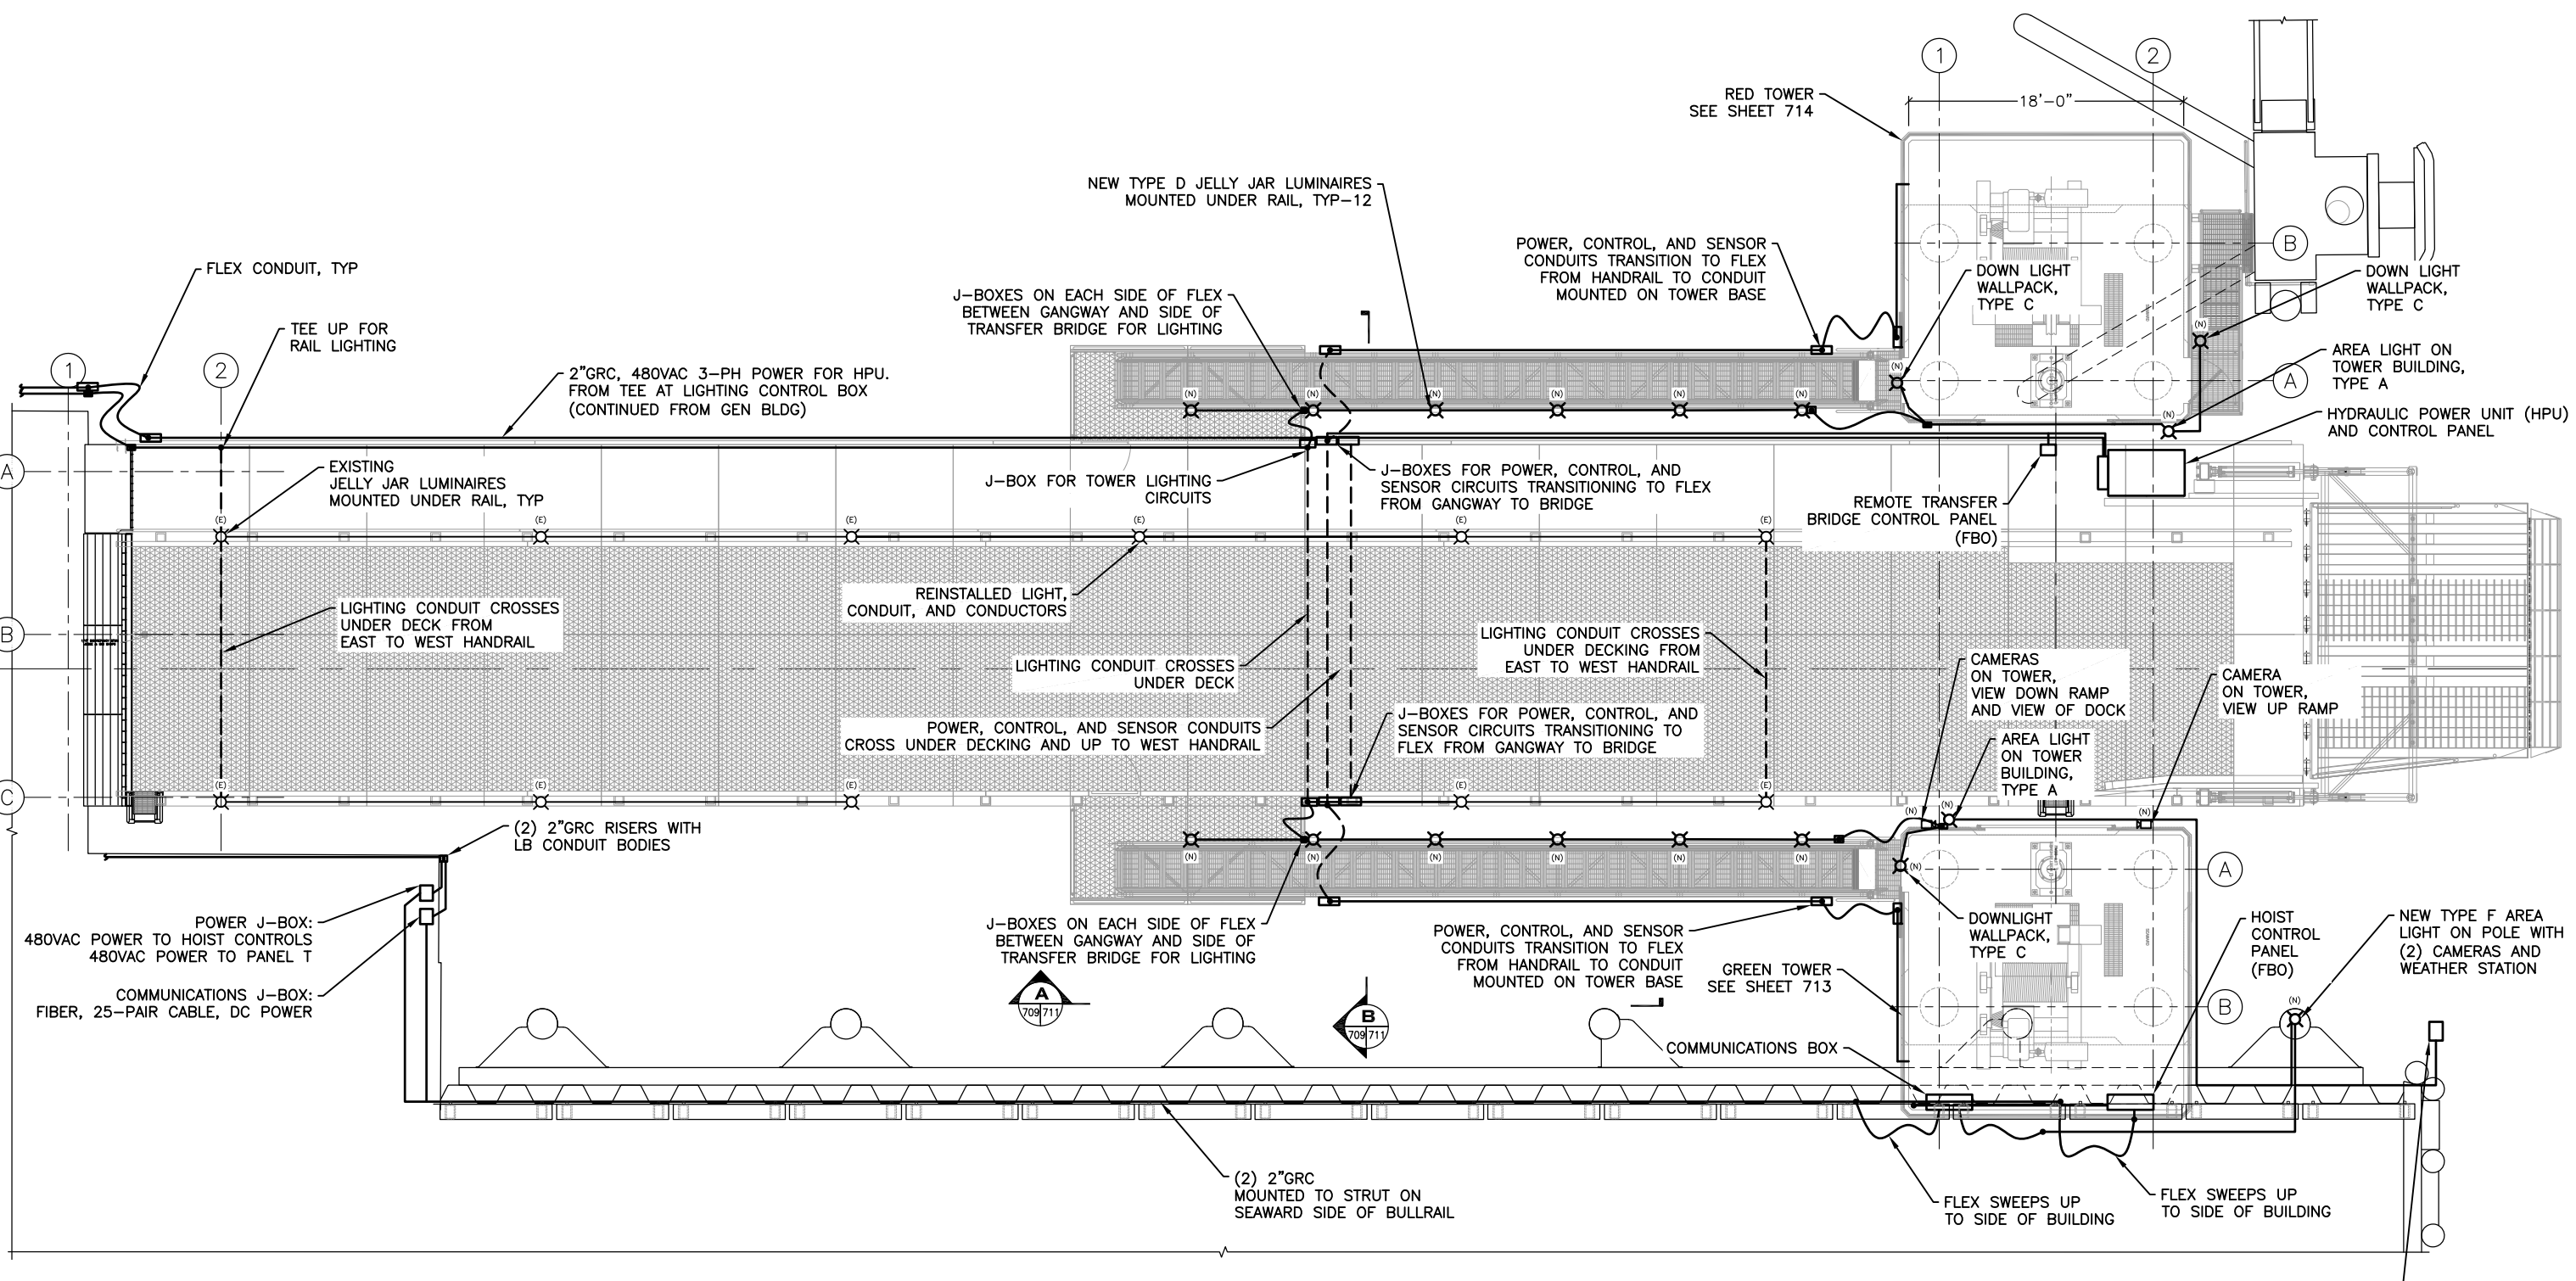 1
2
RED TOWER
SEE SHEET 714
18'-0"
NEW TYPE D JELLY JAR LUMINAIRES
MOUNTED UNDER RAIL, TYP-12
POWER, CONTROL, AND SENSOR
CONDUITS TRANSITION TO FLEX
FROM HANDRAIL TO CONDUIT
MOUNTED ON TOWER BASE
B
DOWN LIGHT
WALLPACK,
TYPE C
DOWN LIGHT
WALLPACK,
TYPE C
FLEX CONDUIT, TYP
J-BOXES ON EACH SIDE OF FLEX
BETWEEN GANGWAY AND SIDE OF
TRANSFER BRIDGE FOR LIGHTING
TEE UP FOR
RAIL LIGHTING
(N)
AREA LIGHT ON
TOWER BUILDING,
TYPE A
1
2
2"GRC, 480VAC 3-PH POWER FOR HPU.
FROM TEE AT LIGHTING CONTROL BOX
(CONTINUED FROM GEN BLDG)
(N)
A
(N)
(N)
(N)
(N)
(N)
(N)
(N)
HYDRAULIC POWER UNIT (HPU)
AND CONTROL PANEL
A
EXISTING
JELLY JAR LUMINAIRES
MOUNTED UNDER RAIL, TYP
J-BOX FOR TOWER LIGHTING
CIRCUITS
J-BOXES FOR POWER, CONTROL, AND
SENSOR CIRCUITS TRANSITIONING TO FLEX
FROM GANGWAY TO BRIDGE
REMOTE TRANSFER
BRIDGE CONTROL PANEL
(FBO)
(E)
(E)
(E)
(E)
(E)
(E)
REINSTALLED LIGHT,
CONDUIT, AND CONDUCTORS
B
LIGHTING CONDUIT CROSSES
UNDER DECK FROM
EAST TO WEST HANDRAIL
LIGHTING CONDUIT CROSSES
UNDER DECK
LIGHTING CONDUIT CROSSES
UNDER DECKING FROM
EAST TO WEST HANDRAIL
CAMERAS
ON TOWER,
VIEW DOWN RAMP
AND VIEW OF DOCK
CAMERA
ON TOWER,
VIEW UP RAMP
POWER, CONTROL, AND SENSOR CONDUITS
CROSS UNDER DECKING AND UP TO WEST HANDRAIL
J-BOXES FOR POWER, CONTROL, AND
SENSOR CIRCUITS TRANSITIONING TO
FLEX FROM GANGWAY TO BRIDGE
AREA LIGHT
ON TOWER
BUILDING,
TYPE A
C
(E)
(E)
(E)
(E)
(E)
(N)
(N)
(N)
(2) 2"GRC RISERS WITH
LB CONDUIT BODIES
(N)
(N)
(N)
(N)
(N)
(N)
(N)
A
POWER J-BOX:
480VAC POWER TO HOIST CONTROLS
480VAC POWER TO PANEL T
J-BOXES ON EACH SIDE OF FLEX
BETWEEN GANGWAY AND SIDE OF
TRANSFER BRIDGE FOR LIGHTING
POWER, CONTROL, AND SENSOR
CONDUITS TRANSITION TO FLEX
FROM HANDRAIL TO CONDUIT
MOUNTED ON TOWER BASE
DOWNLIGHT
WALLPACK,
TYPE C
HOIST
CONTROL
PANEL
(FBO)
NEW TYPE F AREA
LIGHT ON POLE WITH
(2) CAMERAS AND
WEATHER STATION
COMMUNICATIONS J-BOX:
FIBER, 25-PAIR CABLE, DC POWER
GREEN TOWER
SEE SHEET 713
A
709 711
B
709 711
B
(N)
COMMUNICATIONS BOX
(2) 2"GRC
MOUNTED TO STRUT ON
SEAWARD SIDE OF BULLRAIL
FLEX SWEEPS UP
TO SIDE OF BUILDING
FLEX SWEEPS UP
TO SIDE OF BUILDING